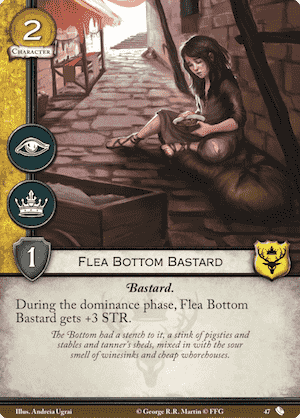 2
CHARACTER
1
FLEA BOTTOM BASTARD
Bastard.
During the dominance phase, Flea Bottom
Bastard gets +3 STR.
The Bottom had a stench to it, a stink of pigsties and
stables and tanner's sheds, mixed in with the sour
smell of winesinks and cheap whorehouses.
Illus. Andreia Ugrai
© George R.R. Martin © FFG
47